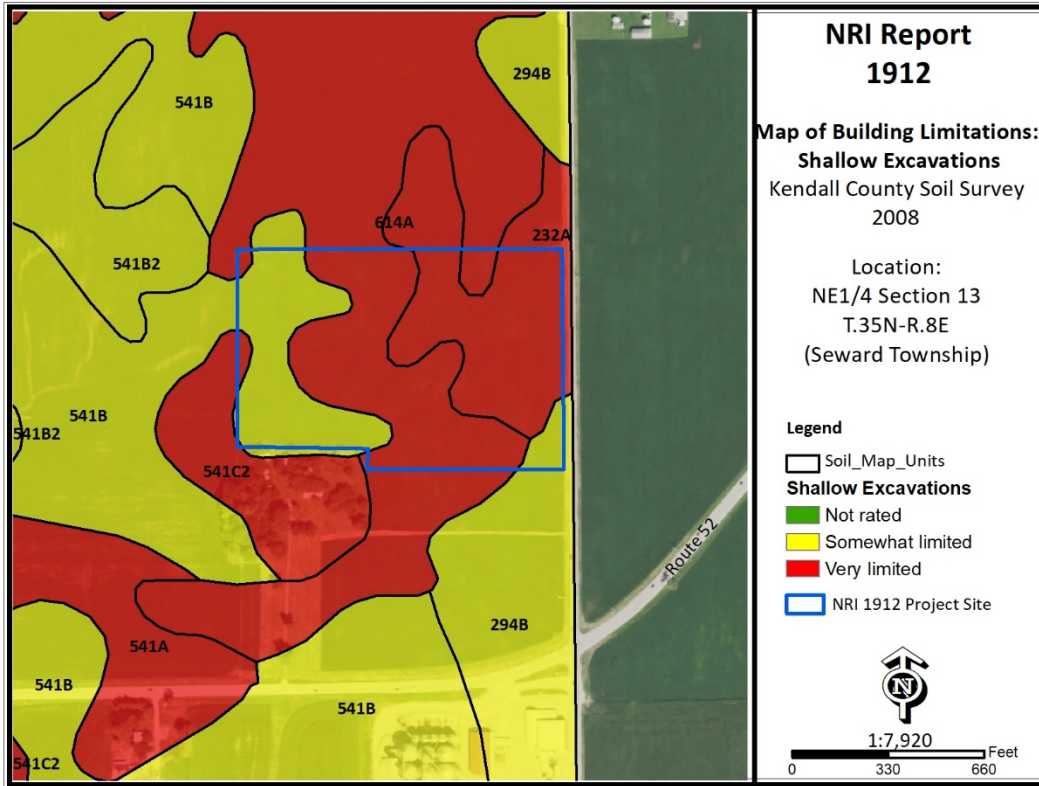 541B
294B
614A
232A
541B2
541B
541B2
541C2
Route 52
294B
541A
541B
541B
541C2
NRI Report
1912
Map of Building Limitations:
Shallow Excavations
Kendall County Soil Survey
2008
Location:
NE1/4 Section 13
T.35N-R.8E
(Seward Township)
Legend
Soil_Map_Units
Shallow Excavations
Not rated
Somewhat limited
Very limited
NRI 1912 Project Site
N
1:7,920
Feet
0 330 660